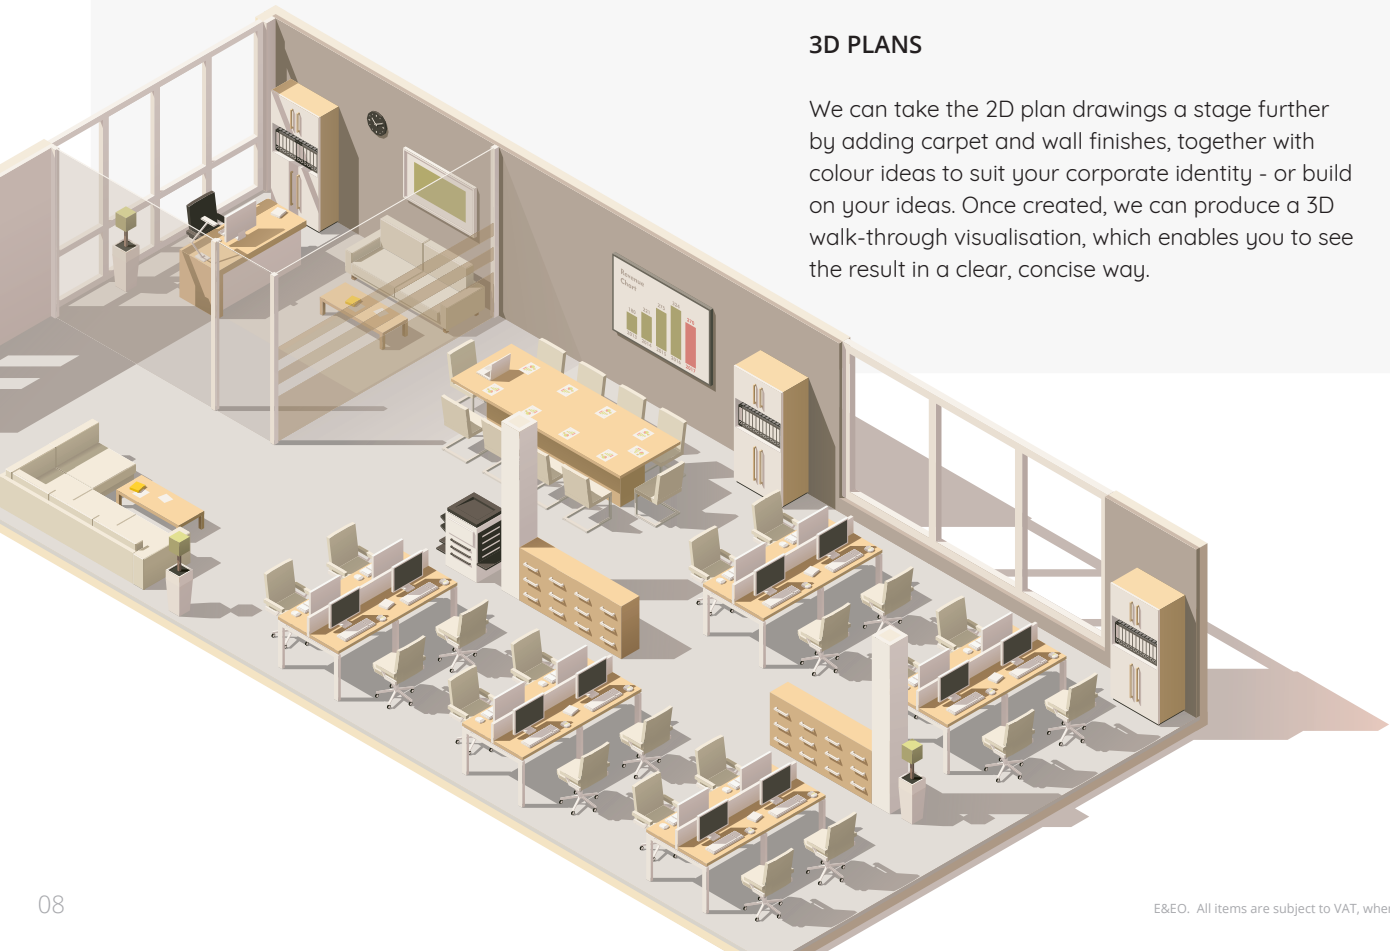 3D PLANS
We can take the 2D plan drawings a stage further
by adding carpet and wall finishes, together with
colour ideas to suit your corporate identity - or build
on your ideas. Once created, we can produce a 3D
walk-through visualisation, which enables you to see
the result in a clear, concise way.
Revenue
Chart
08
E&EO. All items are subject to VAT, wher